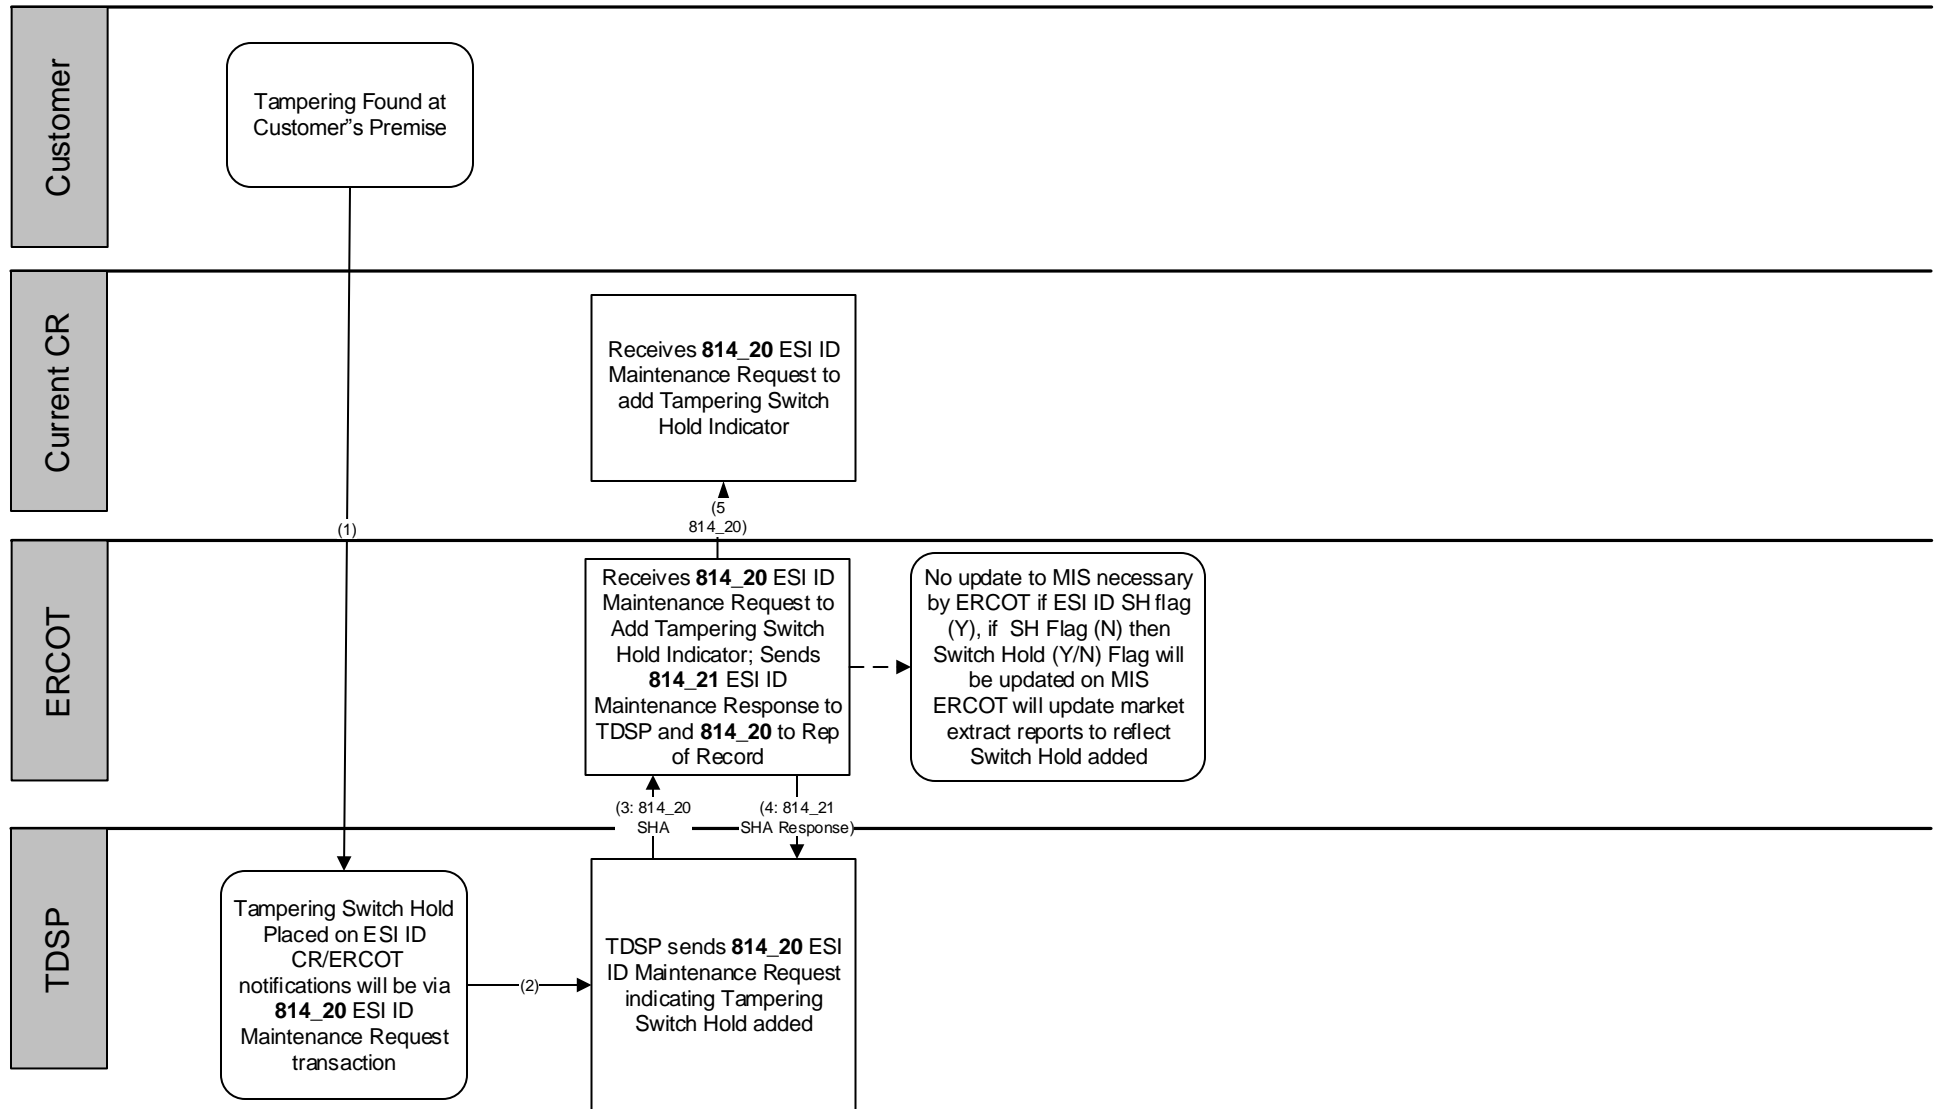 Customer
Tampering Found at
Customer"s Premise
Current CR
Receives 814_20 ESI ID
Maintenance Request to
add Tampering Switch
Hold Indicator
(1)
(5
814_20)
ERCOT
Receives 814_20 ESI ID
Maintenance Request to
Add Tampering Switch
Hold Indicator; Sends
814_21 ESI ID
Maintenance Response to
TDSP and 814_20 to Rep
of Record
No update to MIS necessary
by ERCOT if ESI ID SH flag
(Y), if SH Flag (N) then
Switch Hold (Y/N) Flag will
be updated on MIS
ERCOT will update market
extract reports to reflect
Switch Hold added
(3: 814_20
SHA
(4: 814_21
SHA Response)
TDSP
Tampering Switch Hold
Placed on ESI ID
CR/ERCOT
notifications will be via
814_20 ESI ID
Maintenance Request
transaction
(2)
TDSP sends 814_20 ESI
ID Maintenance Request
indicating Tampering
Switch Hold added